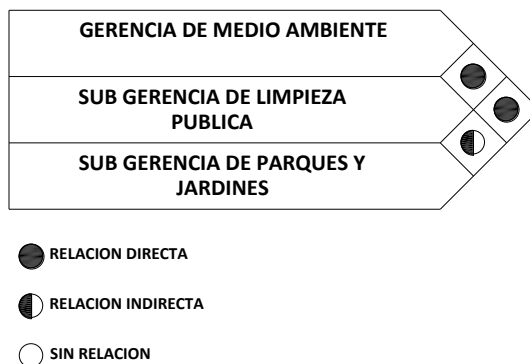 GERENCIA DE MEDIO AMBIENTE
SUB GERENCIA DE LIMPIEZA
PUBLICA
SUB GERENCIA DE PARQUES Y
JARDINES
RELACION DIRECTA
RELACION INDIRECTA
SIN RELACION